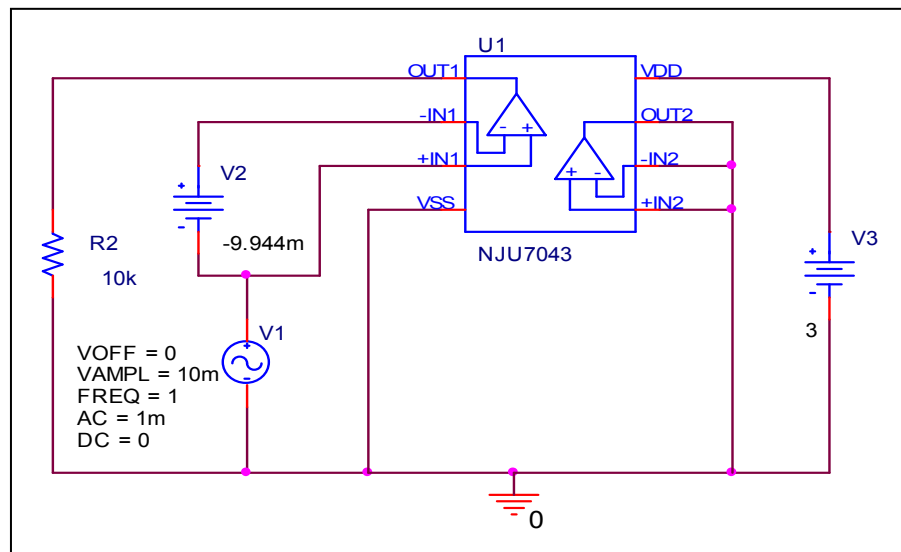 U1
OUT1
VDD
-IN1
OUT2
+IN1
-IN2
VSS
+IN2
NJU7043
- +
+ -
+
V2
-
-9.944m
R2
10k
+
V3
-
3
V1
+
-
VOFF = 0
VAMPL = 10m
FREQ = 1
AC = 1m
DC = 0
0